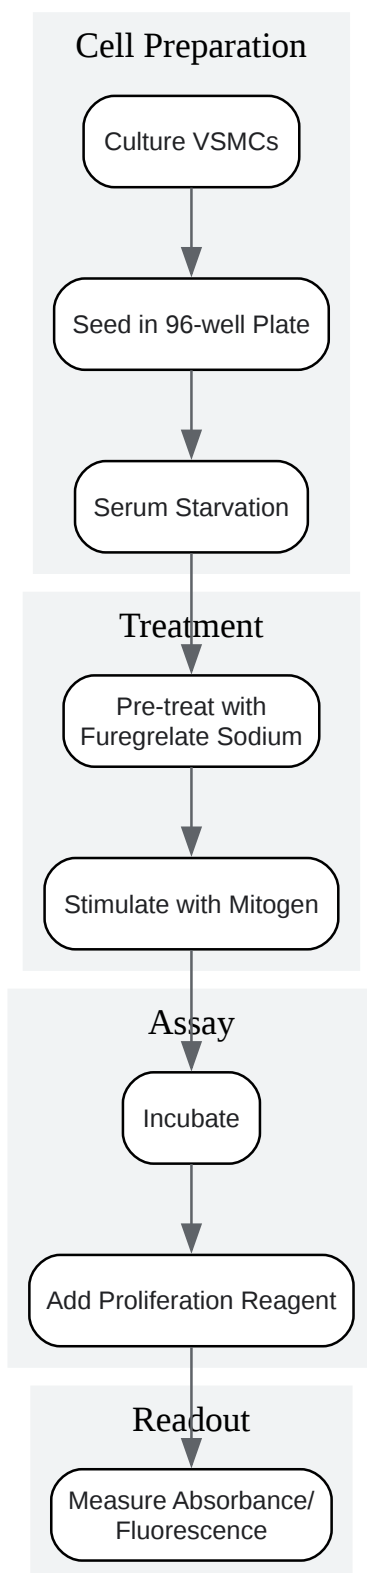 Cell Preparation
Culture VSMCs
Seed in 96-well Plate
Serum Starvation
Treatment
Pre-treat with
Furegrelate Sodium
Stimulate with Mitogen
Assay
Incubate
Add Proliferation Reagent
Readout
Measure Absorbance/
Fluorescence